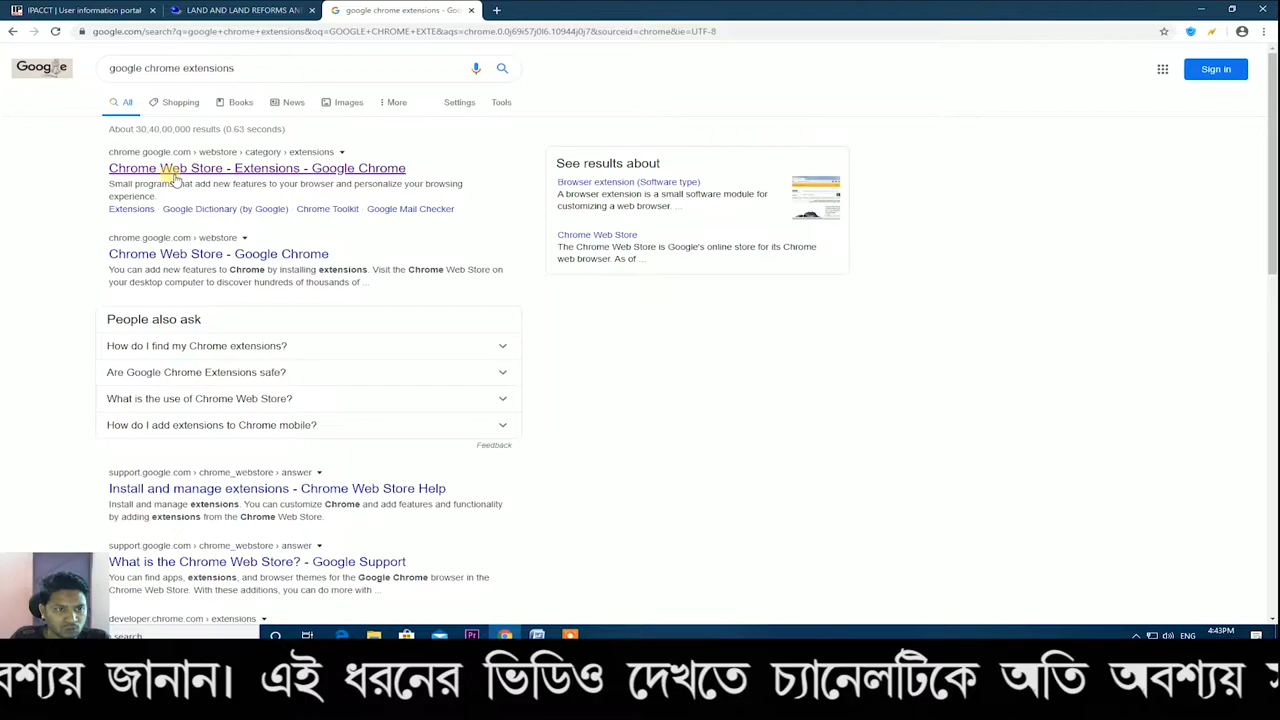 IPACCT | User information portal
LAND AND LAND REFORMS AN
google chrome extensions - Goo
google.com/search?q=google+chrome+extensions&oq=GOOGLE+CHROME+EXTE&aqs=chrome.0.0j69i57j0l6.10944j0j7&sourceid=chrome&ie=UTF-8
Google
google chrome extensions
Sign in
All
Shopping
Books
News
Images
More
Settings
Tools
About 30,40,00,000 results (0.63 seconds)
chrome.google.com › webstore › category › extensions
Chrome Web Store - Extensions - Google Chrome
Small programs that add new features to your browser and personalize your browsing
experience.
Extensions · Google Dictionary (by Google) · Chrome Toolkit · Google Mail Checker
chrome.google.com › webstore
Chrome Web Store - Google Chrome
You can add new features to Chrome by installing extensions. Visit the Chrome Web Store on
your desktop computer to discover hundreds of thousands of ...
People also ask
How do I find my Chrome extensions?
Are Google Chrome Extensions safe?
What is the use of Chrome Web Store?
How do I add extensions to Chrome mobile?
Feedback
support.google.com › chrome_webstore › answer
Install and manage extensions - Chrome Web Store Help
Install and manage extensions. You can customize Chrome and add features and functionality
by adding extensions from the Chrome Web Store.
support.google.com › chrome_webstore › answer
What is the Chrome Web Store? - Google Support
You can find apps, extensions, and browser themes for the Google Chrome browser in the
Chrome Web Store. With these additions, you can do more with ...
developer.chrome.com › extensions
See results about
Browser extension (Software type)
A browser extension is a small software module for
customizing a web browser. ...
Chrome Web Store
The Chrome Web Store is Google's online store for its Chrome
web browser. As of ...
search
Pr
ENG
4:43PM
বশ্যয় জানান। এই ধরনের ভিডিও দেখতে চ্যানেলটিকে অতি অবশ্যয় স